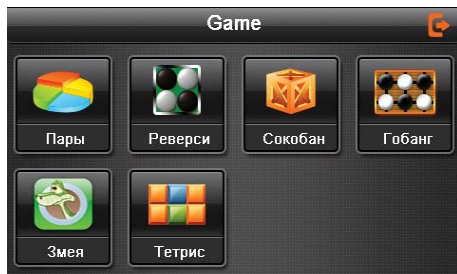 Game
Пары
Реверси
Сокобан
Гобанг
Змея
Тетрис